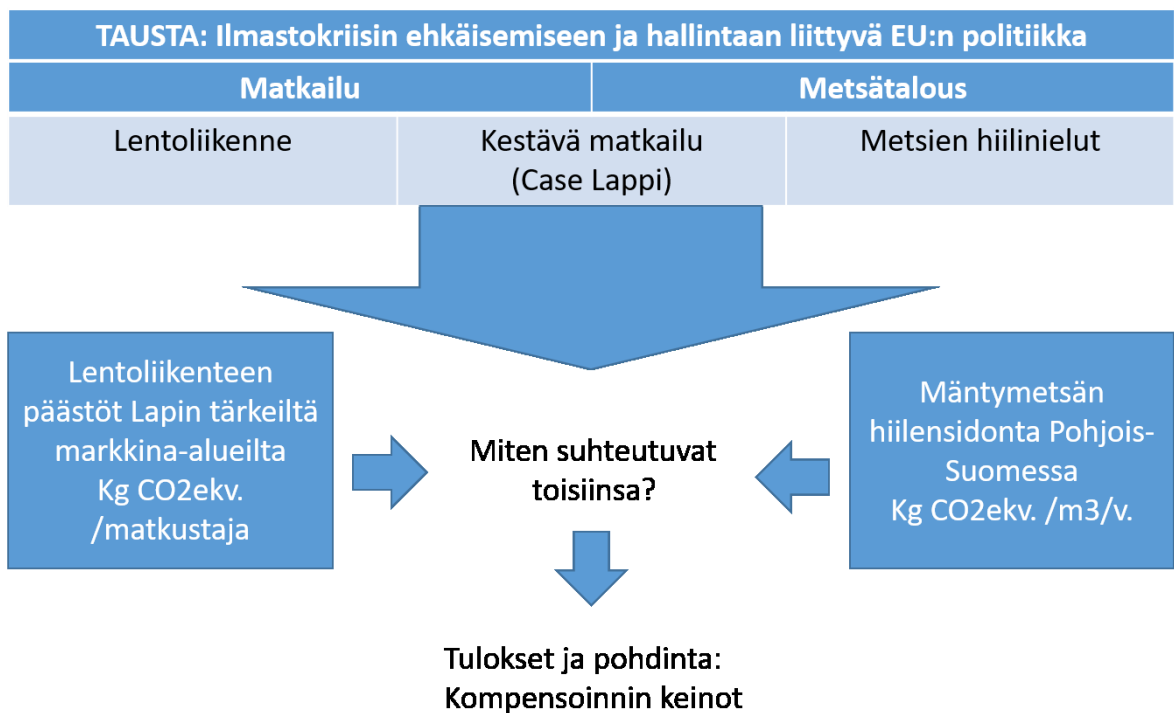 TAUSTA: Ilmastokriisin ehkäisemiseen ja hallintaan liittyvä EU:n politiikka
Matkailu
Metsätalous
Lentoliikenne
Kestävä matkailu
(Case Lappi)
Metsien hiilinielut
Lentoliikenteen
päästöt Lapin tärkeiltä
markkina-alueilta
Kg CO2ekv.
/matkustaja
Miten suhteutuvat
toisiinsa?
Mäntymetsän
hiilensidonta Pohjois-
Suomessa
Kg CO2ekv. /m3/v.
Tulokset ja pohdinta:
Kompensoinnin keinot